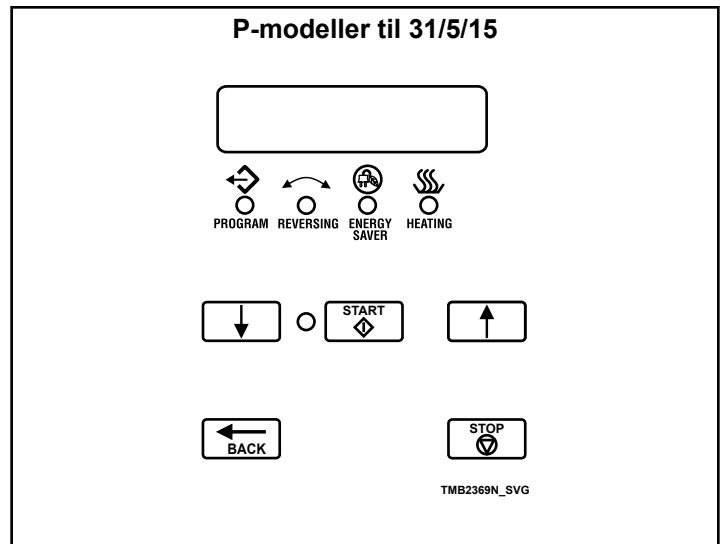 P-modeller til 31/5/15
PROGRAM REVERSING ENERGY SAVER HEATING
START
BACK
STOP
TMB2369N_SVG